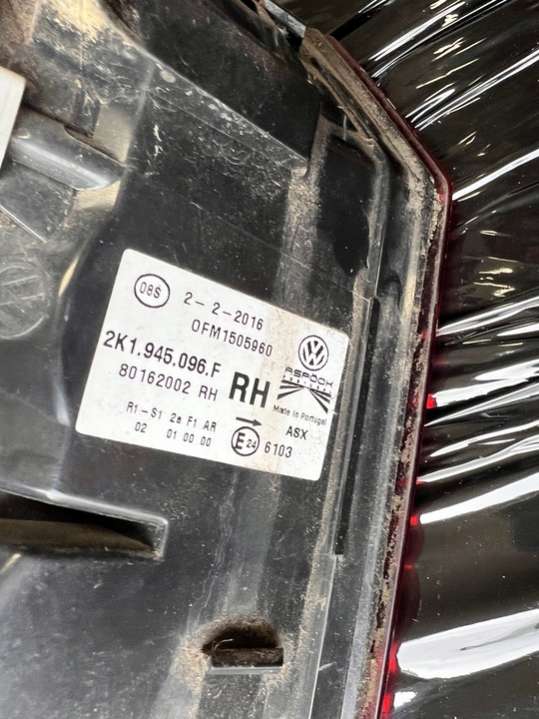 08S 2-2-2016
OFM1505960
2K1.945.096.F
80162002 RH RH
ASPÖCK
Made in Portugal
R1-S1 2a F1 AR ASX
02 01 00 00 E24 6103